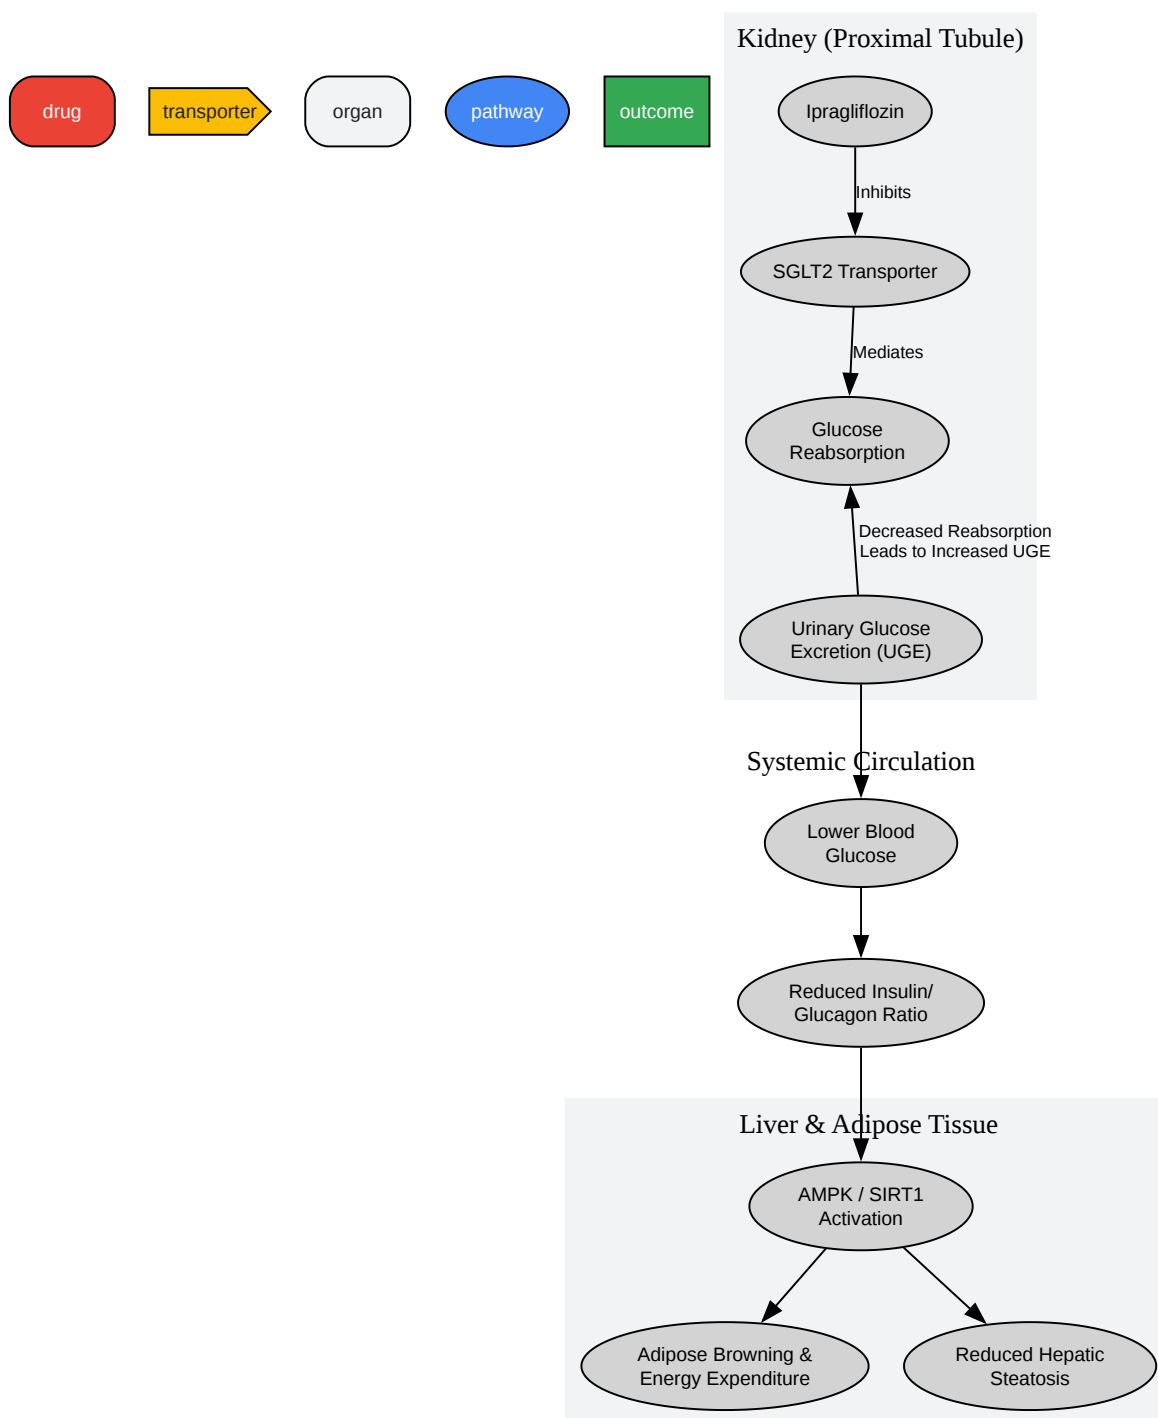 Kidney (Proximal Tubule)
drug
transporter
organ
pathway
outcome
Ipragliflozin
Inhibits
SGLT2 Transporter
Mediates
Glucose
Reabsorption
Decreased Reabsorption
Leads to Increased UGE
Urinary Glucose
Excretion (UGE)
Systemic Circulation
Lower Blood
Glucose
Reduced Insulin/
Glucagon Ratio
Liver & Adipose Tissue
AMPK / SIRT1
Activation
Adipose Browning &
Energy Expenditure
Reduced Hepatic
Steatosis